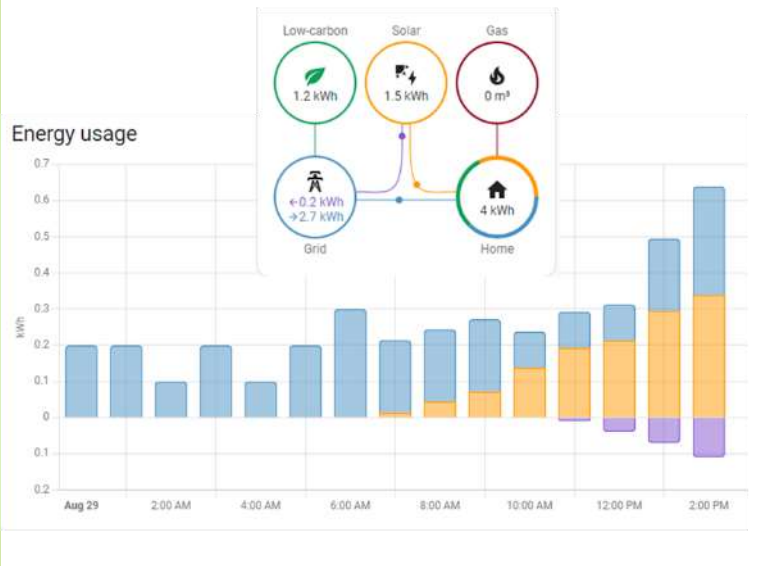 Low-carbon Solar Gas
1.2 kWh 1.5 kWh 0 m³
Energy usage
←0.2 kWh
→2.7 kWh
4 kWh
Grid Home
kWh
0.7
0.6
0.5
0.4
0.3
0.2
0.1
0
0.1
0.2
Aug 29 2:00 AM 4:00 AM 6:00 AM 8:00 AM 10:00 AM 12:00 PM 2:00 PM